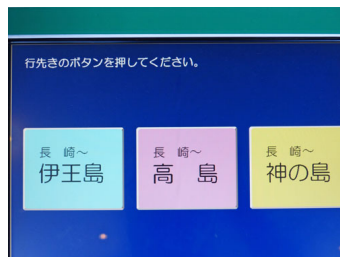 行先きのボタンを押してください。
長 崎～
伊王島
長 崎～
高 島
長 崎～
神の島